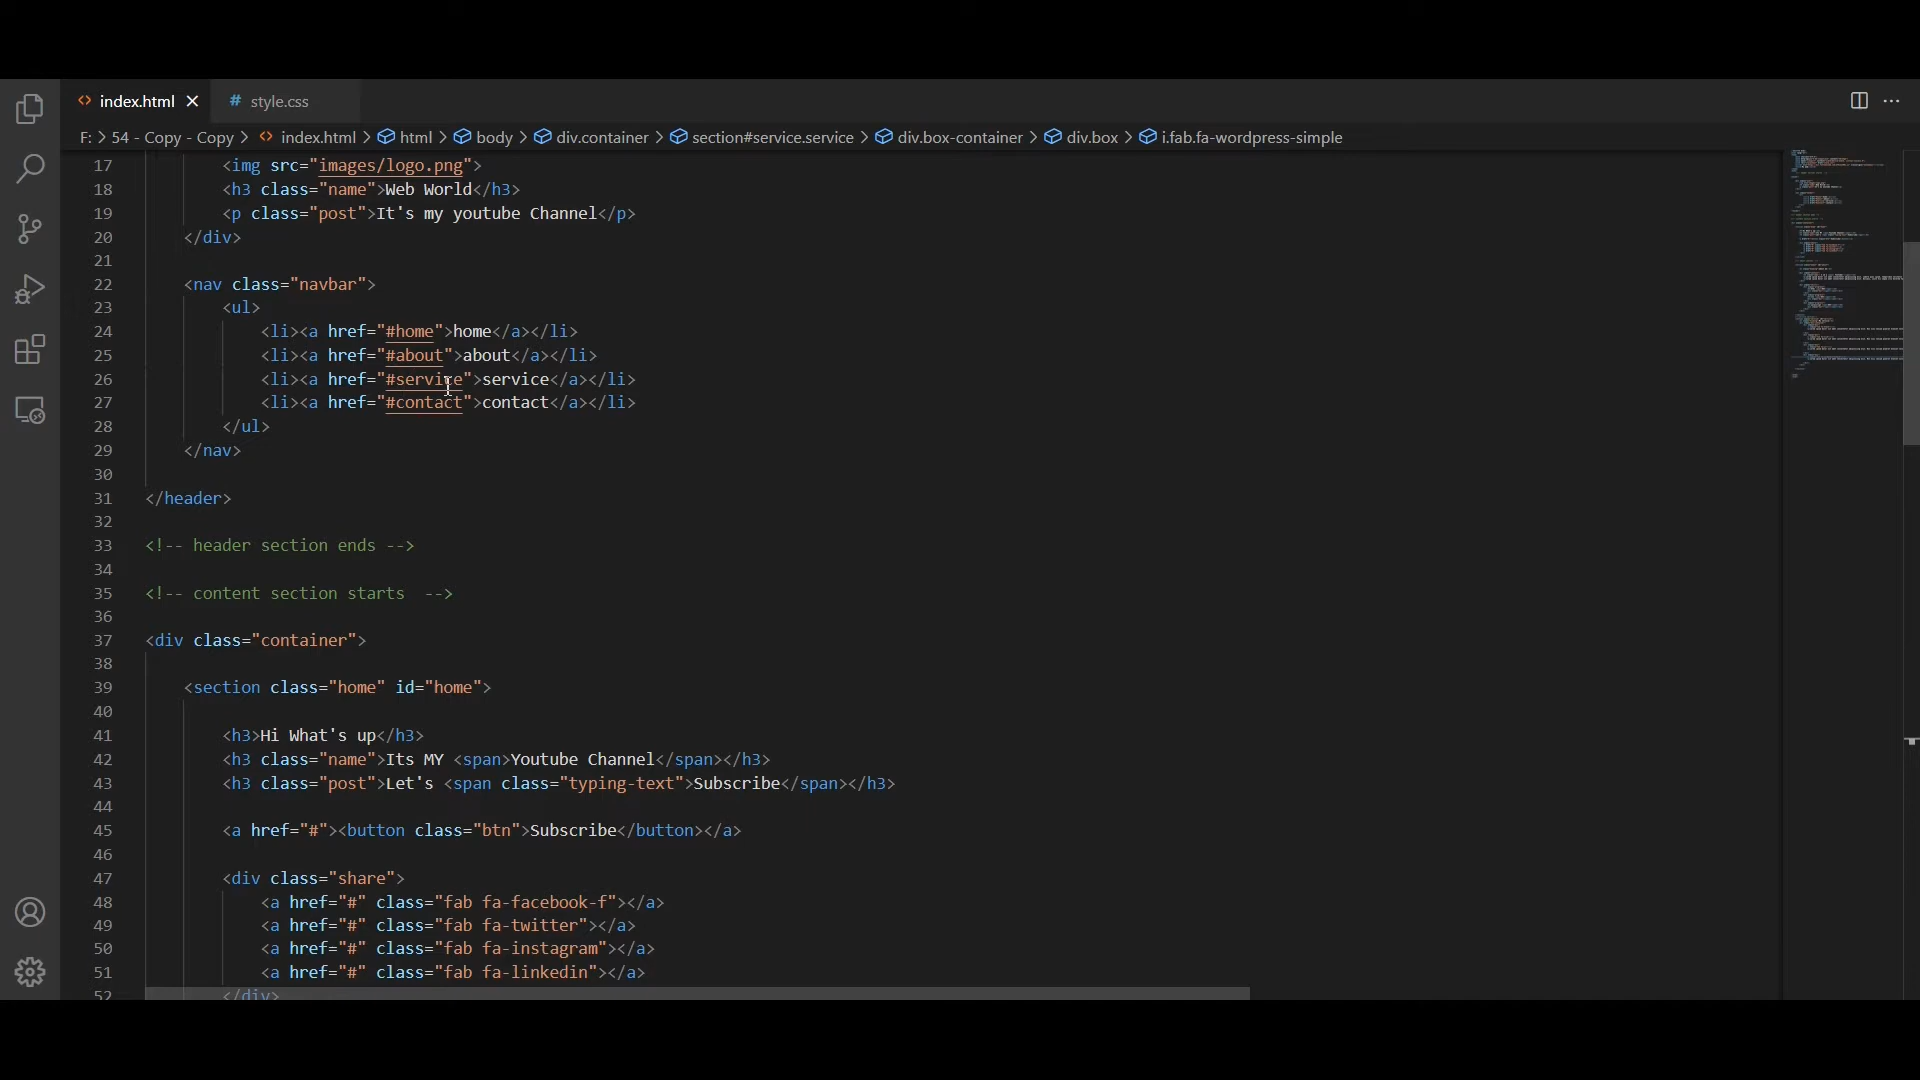 index.html
style.css
F: > 54 - Copy - Copy > index.html > html > body > div.container > section#service.service > div.box-container > div.box > i.fab.fa-wordpress-simple
17 <img src="images/logo.png">
18 <h3 class="name">Web World</h3>
19 <p class="post">It's my youtube Channel</p>
20 </div>
21
22 <nav class="navbar">
23 <ul>
24 <li><a href="#home">home</a></li>
25 <li><a href="#about">about</a></li>
26 <li><a href="#service">service</a></li>
27 <li><a href="#contact">contact</a></li>
28 </ul>
29 </nav>
30
31 </header>
32
33 <!-- header section ends -->
34
35 <!-- content section starts  -->
36
37 <div class="container">
38
39 <section class="home" id="home">
40
41 <h3>Hi What's up</h3>
42 <h3 class="name">Its MY <span>Youtube Channel</span></h3>
43 <h3 class="post">Let's <span class="typing-text">Subscribe</span></h3>
44
45 <a href="#"><button class="btn">Subscribe</button></a>
46
47 <div class="share">
48 <a href="#" class="fab fa-facebook-f"></a>
49 <a href="#" class="fab fa-twitter"></a>
50 <a href="#" class="fab fa-instagram"></a>
51 <a href="#" class="fab fa-linkedin"></a>
52 </div>